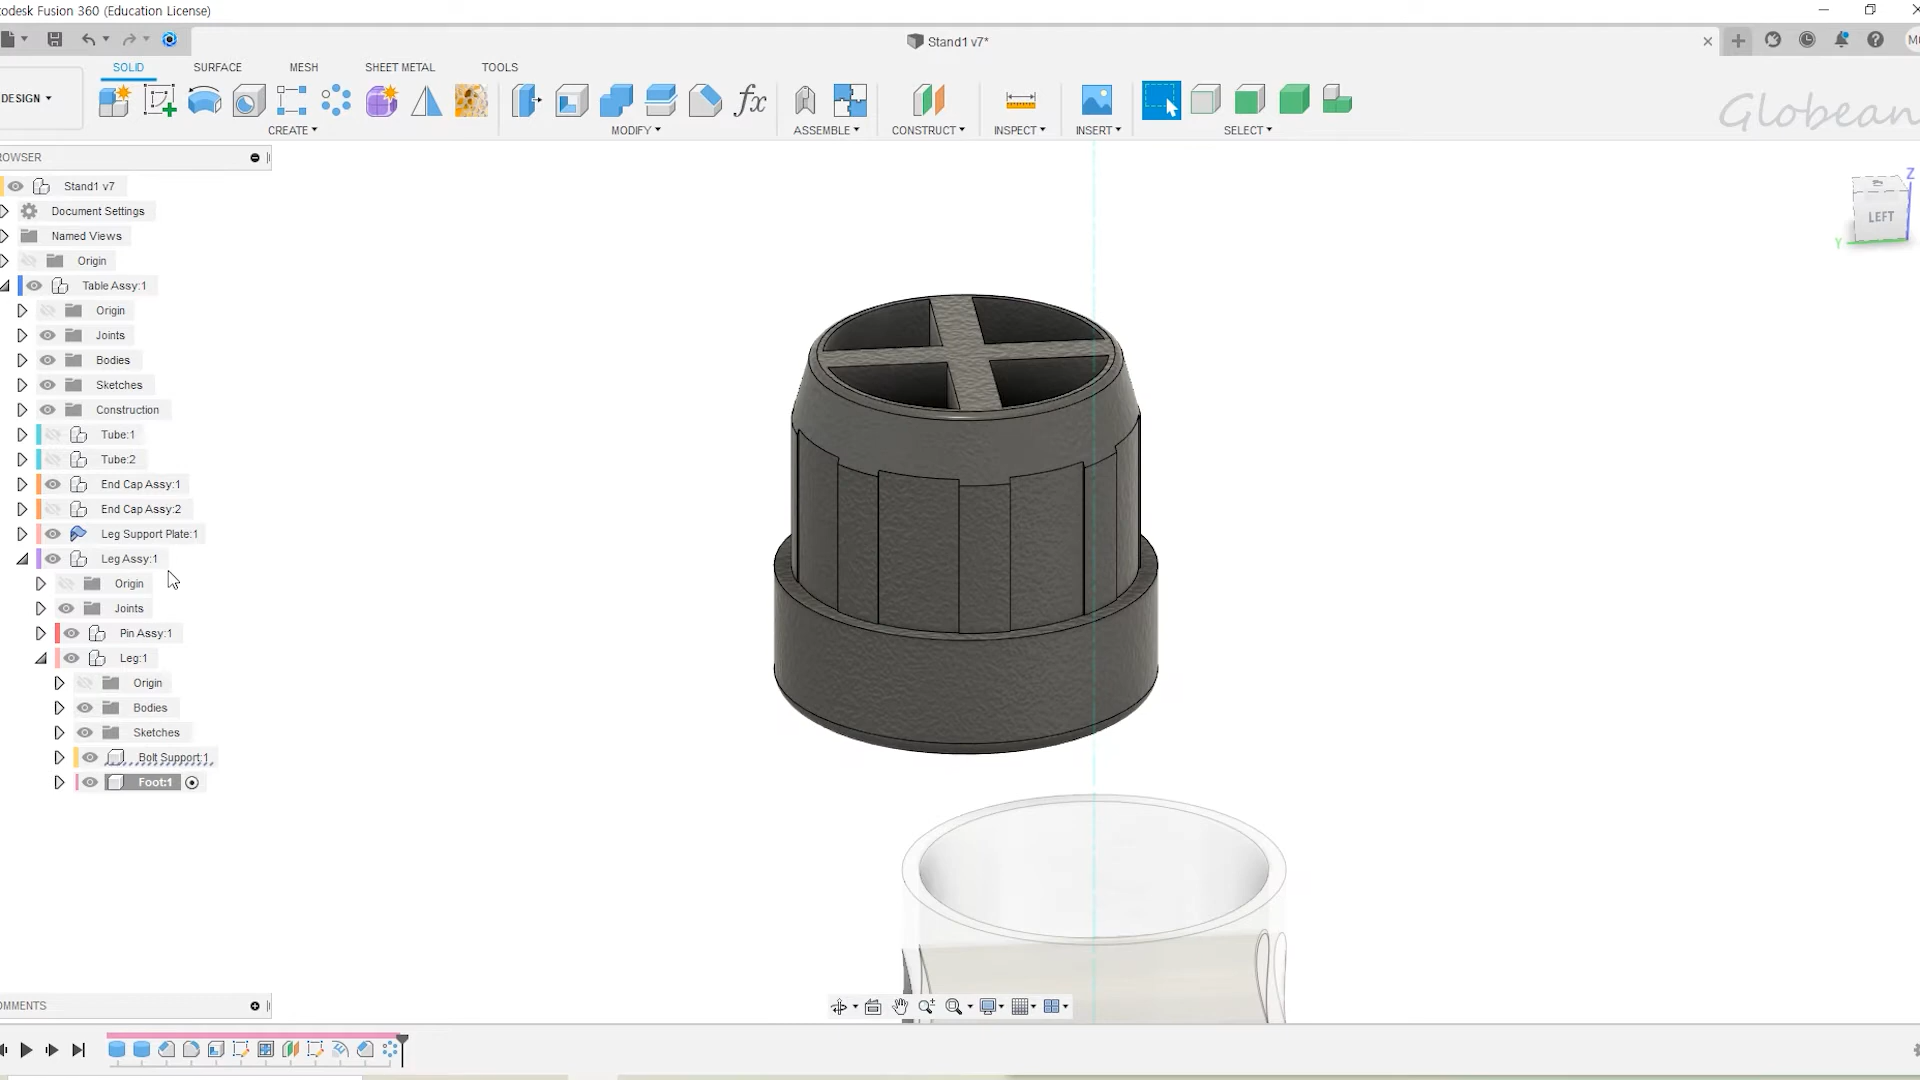 odesk Fusion 360 (Education License)
Stand1 v7*
SOLID SURFACE MESH SHEET METAL TOOLS
DESIGN
CREATE MODIFY ASSEMBLE CONSTRUCT INSPECT INSERT SELECT
Globean
ROWSER
Stand1 v7
Document Settings
Named Views
Origin
Table Assy:1
Origin
Joints
Bodies
Sketches
Construction
Tube:1
Tube:2
End Cap Assy:1
End Cap Assy:2
Leg Support Plate:1
Leg Assy:1
Origin
Joints
Pin Assy:1
Leg:1
Origin
Bodies
Sketches
Bolt Support:1
Foot:1
Z
LEFT
Y
OMMENTS